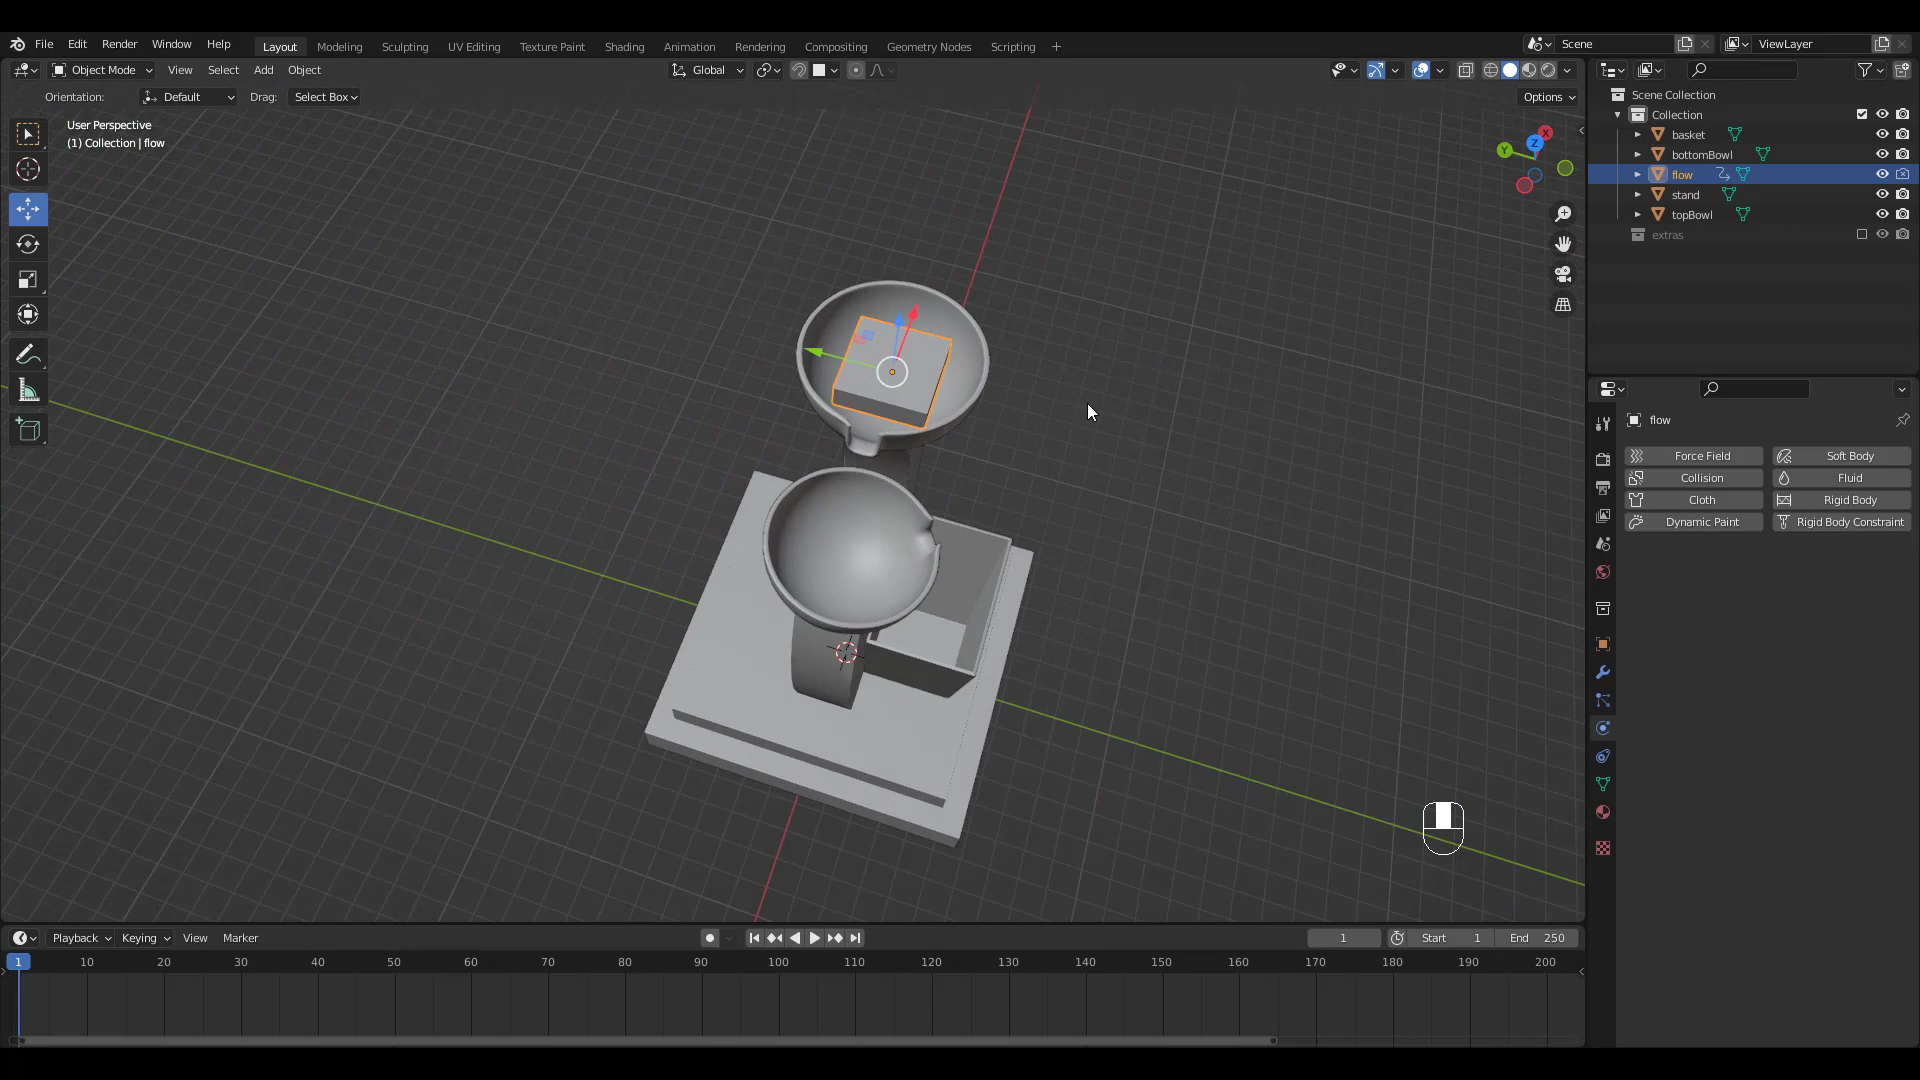 File Edit Render Window Help Layout Modeling Sculpting UV Editing Texture Paint Shading Animation Rendering Compositing Geometry Nodes Scripting + Scene ViewLayer
Object Mode View Select Add Object Global
Orientation: Default Drag: Select Box Options
User Perspective
(1) Collection | flow
X
Y
Z
Scene Collection
Collection
basket
bottomBowl
flow
stand
topBowl
extras
flow
Force Field Soft Body
Collision Fluid
Cloth Rigid Body
Dynamic Paint Rigid Body Constraint
Playback Keying View Marker 1 Start 1 End 250
1 10 20 30 40 50 60 70 80 90 100 110 120 130 140 150 160 170 180 190 200